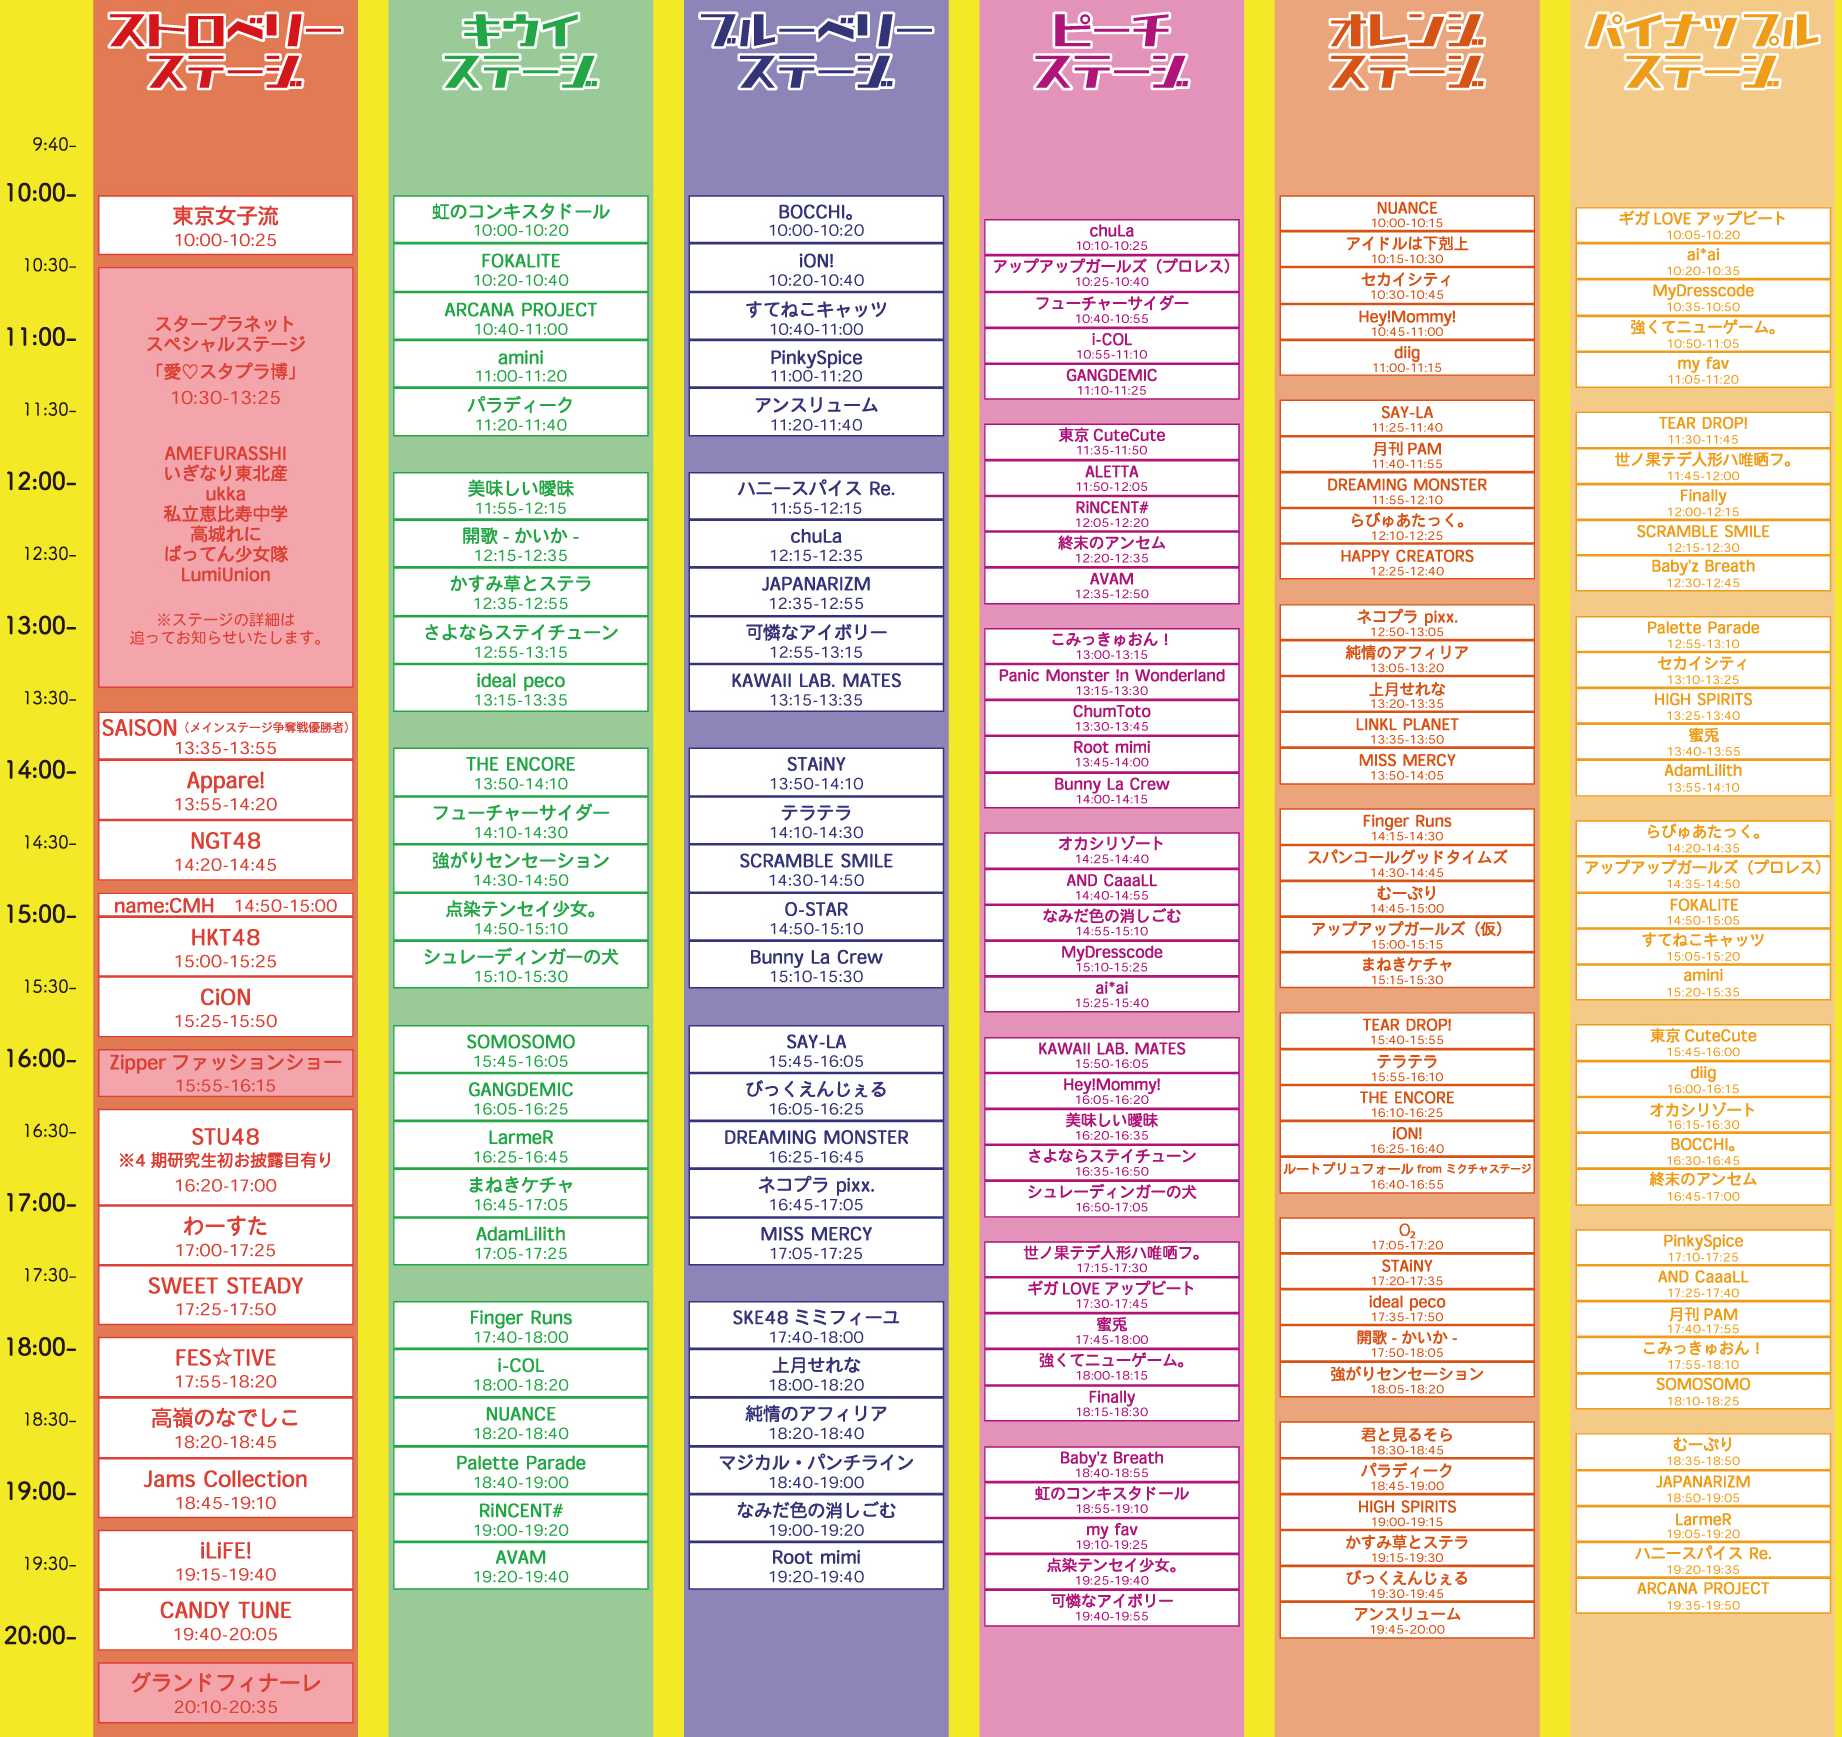 ストロベリー
ステージ
キウイ
ステージ
ブルーベリー
ステージ
ピーチ
ステージ
オレンジ
ステージ
パイナップル
ステージ
9:40-
10:00-
10:30-
11:00-
11:30-
12:00-
12:30-
13:00-
13:30-
14:00-
14:30-
15:00-
15:30-
16:00-
16:30-
17:00-
17:30-
18:00-
18:30-
19:00-
19:30-
20:00-
東京女子流
10:00-10:25
スタープラネット
スペシャルステージ
「愛♡スタプラ博」
10:30-13:25
AMEFURASSHI
いぎなり東北産
ukka
私立恵比寿中学
高城れに
ばってん少女隊
LumiUnion
※ステージの詳細は
追ってお知らせいたします。
SAISON（メインステージ争奪戦優勝者）
13:35-13:55
Appare!
13:55-14:20
NGT48
14:20-14:45
name:CMH 14:50-15:00
HKT48
15:00-15:25
CiON
15:25-15:50
Zipper ファッションショー
15:55-16:15
STU48
※4 期研究生初お披露目有り
16:20-17:00
わーすた
17:00-17:25
SWEET STEADY
17:25-17:50
FES☆TIVE
17:55-18:20
高嶺のなでしこ
18:20-18:45
Jams Collection
18:45-19:10
iLiFE!
19:15-19:40
CANDY TUNE
19:40-20:05
グランドフィナーレ
20:10-20:35
虹のコンキスタドール
10:00-10:20
FOKALITE
10:20-10:40
ARCANA PROJECT
10:40-11:00
amini
11:00-11:20
パラディーク
11:20-11:40
美味しい曖昧
11:55-12:15
開歌 - かいか -
12:15-12:35
かすみ草とステラ
12:35-12:55
さよならステイチューン
12:55-13:15
ideal peco
13:15-13:35
THE ENCORE
13:50-14:10
フューチャーサイダー
14:10-14:30
強がりセンセーション
14:30-14:50
点染テンセイ少女。
14:50-15:10
シュレーディンガーの犬
15:10-15:30
SOMOSOMO
15:45-16:05
GANGDEMIC
16:05-16:25
LarmeR
16:25-16:45
まねきケチャ
16:45-17:05
AdamLilith
17:05-17:25
Finger Runs
17:40-18:00
i-COL
18:00-18:20
NUANCE
18:20-18:40
Palette Parade
18:40-19:00
RiNCENT#
19:00-19:20
AVAM
19:20-19:40
BOCCHI。
10:00-10:20
iON!
10:20-10:40
すてねこキャッツ
10:40-11:00
PinkySpice
11:00-11:20
アンスリューム
11:20-11:40
ハニースパイス Re.
11:55-12:15
chuLa
12:15-12:35
JAPANARIZM
12:35-12:55
可憐なアイボリー
12:55-13:15
KAWAII LAB. MATES
13:15-13:35
STAiNY
13:50-14:10
テラテラ
14:10-14:30
SCRAMBLE SMILE
14:30-14:50
O-STAR
14:50-15:10
Bunny La Crew
15:10-15:30
SAY-LA
15:45-16:05
びっくえんじぇる
16:05-16:25
DREAMING MONSTER
16:25-16:45
ネコプラ pixx.
16:45-17:05
MISS MERCY
17:05-17:25
SKE48 ミミフィーユ
17:40-18:00
上月せれな
18:00-18:20
純情のアフィリア
18:20-18:40
マジカル・パンチライン
18:40-19:00
なみだ色の消しごむ
19:00-19:20
Root mimi
19:20-19:40
chuLa
10:10-10:25
アップアップガールズ（プロレス）
10:25-10:40
フューチャーサイダー
10:40-10:55
i-COL
10:55-11:10
GANGDEMIC
11:10-11:25
東京 CuteCute
11:35-11:50
ALETTA
11:50-12:05
RiNCENT#
12:05-12:20
終末のアンセム
12:20-12:35
AVAM
12:35-12:50
こみっきゅおん！
13:00-13:15
Panic Monster !n Wonderland
13:15-13:30
ChumToto
13:30-13:45
Root mimi
13:45-14:00
Bunny La Crew
14:00-14:15
オカシリゾート
14:25-14:40
AND CaaaLL
14:40-14:55
なみだ色の消しごむ
14:55-15:10
MyDresscode
15:10-15:25
ai*ai
15:25-15:40
KAWAII LAB. MATES
15:50-16:05
Hey!Mommy!
16:05-16:20
美味しい曖昧
16:20-16:35
さよならステイチューン
16:35-16:50
シュレーディンガーの犬
16:50-17:05
世ノ果テデ人形ハ唯哂フ。
17:15-17:30
ギガ LOVE アップビート
17:30-17:45
蜜兎
17:45-18:00
強くてニューゲーム。
18:00-18:15
Finally
18:15-18:30
Baby'z Breath
18:40-18:55
虹のコンキスタドール
18:55-19:10
my fav
19:10-19:25
点染テンセイ少女。
19:25-19:40
可憐なアイボリー
19:40-19:55
NUANCE
10:00-10:15
アイドルは下剋上
10:15-10:30
セカイシティ
10:30-10:45
Hey!Mommy!
10:45-11:00
diig
11:00-11:15
SAY-LA
11:25-11:40
月刊 PAM
11:40-11:55
DREAMING MONSTER
11:55-12:10
らびゅあたっく。
12:10-12:25
HAPPY CREATORS
12:25-12:40
ネコプラ pixx.
12:50-13:05
純情のアフィリア
13:05-13:20
上月せれな
13:20-13:35
LINKL PLANET
13:35-13:50
MISS MERCY
13:50-14:05
Finger Runs
14:15-14:30
スパンコールグッドタイムズ
14:30-14:45
むーぷり
14:45-15:00
アップアップガールズ（仮）
15:00-15:15
まねきケチャ
15:15-15:30
TEAR DROP!
15:40-15:55
テラテラ
15:55-16:10
THE ENCORE
16:10-16:25
iON!
16:25-16:40
ルートプリュフォール from ミクチャステージ
16:40-16:55
O₂
17:05-17:20
STAiNY
17:20-17:35
ideal peco
17:35-17:50
開歌 - かいか -
17:50-18:05
強がりセンセーション
18:05-18:20
君と見るそら
18:30-18:45
パラディーク
18:45-19:00
HIGH SPIRITS
19:00-19:15
かすみ草とステラ
19:15-19:30
びっくえんじぇる
19:30-19:45
アンスリューム
19:45-20:00
ギガ LOVE アップビート
10:05-10:20
ai*ai
10:20-10:35
MyDresscode
10:35-10:50
強くてニューゲーム。
10:50-11:05
my fav
11:05-11:20
TEAR DROP!
11:30-11:45
世ノ果テデ人形ハ唯哂フ。
11:45-12:00
Finally
12:00-12:15
SCRAMBLE SMILE
12:15-12:30
Baby'z Breath
12:30-12:45
Palette Parade
12:55-13:10
セカイシティ
13:10-13:25
HIGH SPIRITS
13:25-13:40
蜜兎
13:40-13:55
AdamLilith
13:55-14:10
らびゅあたっく。
14:20-14:35
アップアップガールズ（プロレス）
14:35-14:50
FOKALITE
14:50-15:05
すてねこキャッツ
15:05-15:20
amini
15:20-15:35
東京 CuteCute
15:45-16:00
diig
16:00-16:15
オカシリゾート
16:15-16:30
BOCCHI。
16:30-16:45
終末のアンセム
16:45-17:00
PinkySpice
17:10-17:25
AND CaaaLL
17:25-17:40
月刊 PAM
17:40-17:55
こみっきゅおん！
17:55-18:10
SOMOSOMO
18:10-18:25
むーぷり
18:35-18:50
JAPANARIZM
18:50-19:05
LarmeR
19:05-19:20
ハニースパイス Re.
19:20-19:35
ARCANA PROJECT
19:35-19:50